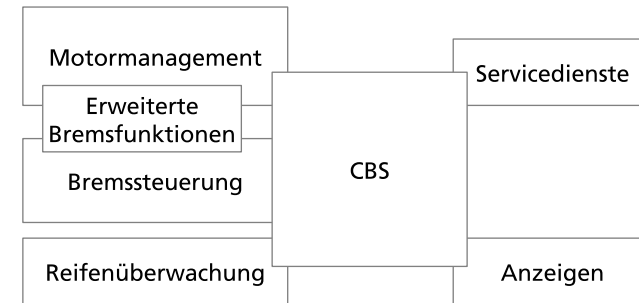 Motormanagement
Servicedienste
Erweiterte
Bremsfunktionen
CBS
Bremssteuerung
Reifenüberwachung
Anzeigen